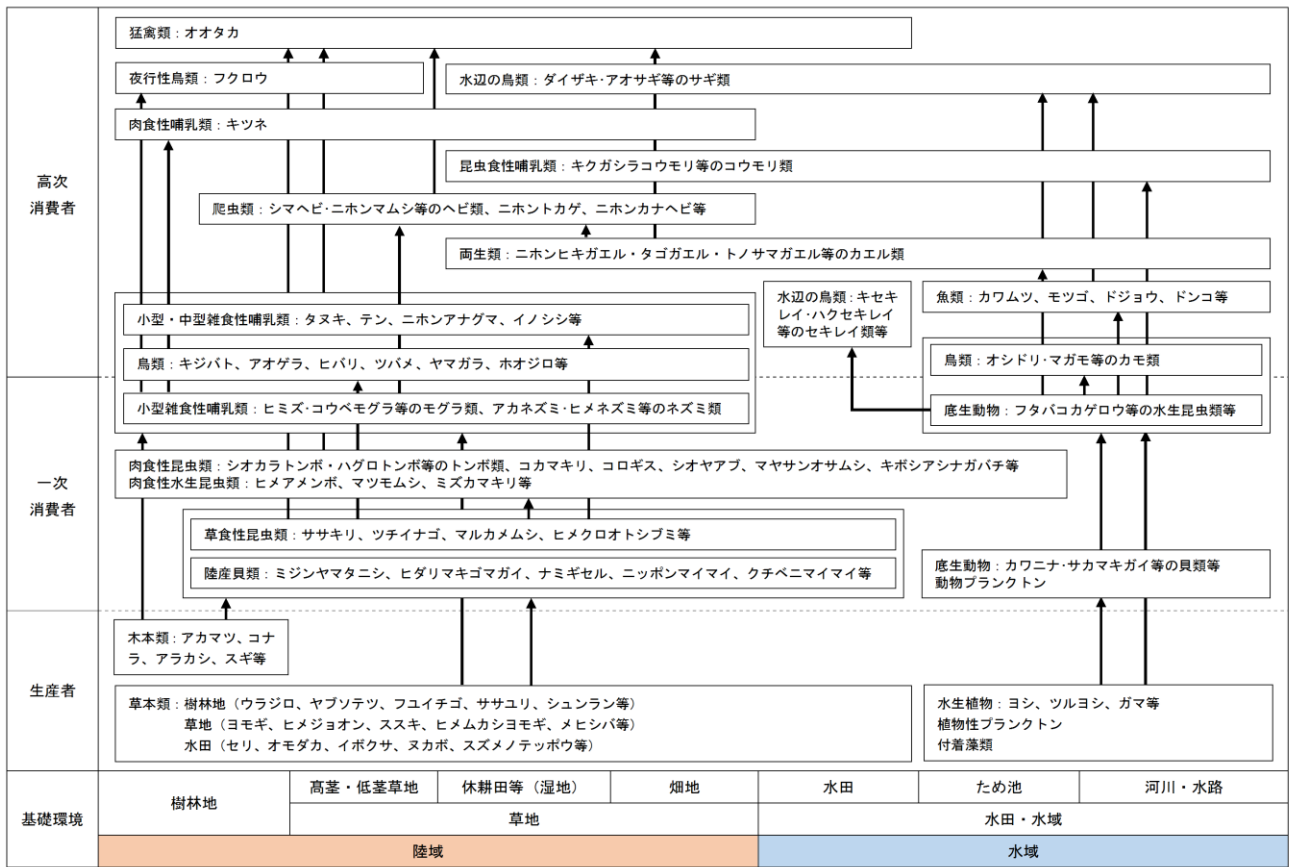 猛禽類：オオタカ
夜行性鳥類：フクロウ
水辺の鳥類：ダイザキ・アオサギ等のサギ類
肉食性哺乳類：キツネ
昆虫食性哺乳類：キクガシラコウモリ等のコウモリ類
高次
消費者
爬虫類：シマヘビ・ニホンマムシ等のヘビ類、ニホントカゲ、ニホンカナヘビ等
両生類：ニホンヒキガエル・タゴガエル・トノサマガエル等のカエル類
水辺の鳥類：キセキ
レイ・ハクセキレイ
等のセキレイ類等
魚類：カワムツ、モツゴ、ドジョウ、ドンコ等
小型・中型雑食性哺乳類：タヌキ、テン、ニホンアナグマ、イノシシ等
鳥類：キジバト、アオゲラ、ヒバリ、ツバメ、ヤマガラ、ホオジロ等
鳥類：オシドリ・マガモ等のカモ類
小型雑食性哺乳類：ヒミズ・コウベモグラ等のモグラ類、アカネズミ・ヒメネズミ等のネズミ類
底生動物：フタバコカゲロウ等の水生昆虫類等
一次
消費者
肉食性昆虫類：シオカラトンボ・ハグロトンボ等のトンボ類、コカマキリ、コロギス、シオヤアブ、マヤサンオサムシ、キボシアシナガバチ等
肉食性水生昆虫類：ヒメアメンボ、マツモムシ、ミズカマキリ等
草食性昆虫類：ササキリ、ツチイナゴ、マルカメムシ、ヒメクロオトシブミ等
陸産貝類：ミジンヤマタニシ、ヒダリマキゴマガイ、ナミギセル、ニッポンマイマイ、クチベニマイマイ等
底生動物：カワニナ・サカマキガイ等の貝類等
動物プランクトン
生産者
木本類：アカマツ、コナ
ラ、アラカシ、スギ等
草本類：樹林地（ウラジロ、ヤブソテツ、フユイチゴ、ササユリ、シュンラン等）
草地（ヨモギ、ヒメジョオン、ススキ、ヒメムカシヨモギ、メヒシバ等）
水田（セリ、オモダカ、イボクサ、ヌカボ、スズメノテッポウ等）
水生植物：ヨシ、ツルヨシ、ガマ等
植物性プランクトン
付着藻類
基礎環境
樹林地
高茎・低茎草地
休耕田等（湿地）
畑地
水田
ため池
河川・水路
草地
水田・水域
陸域
水域